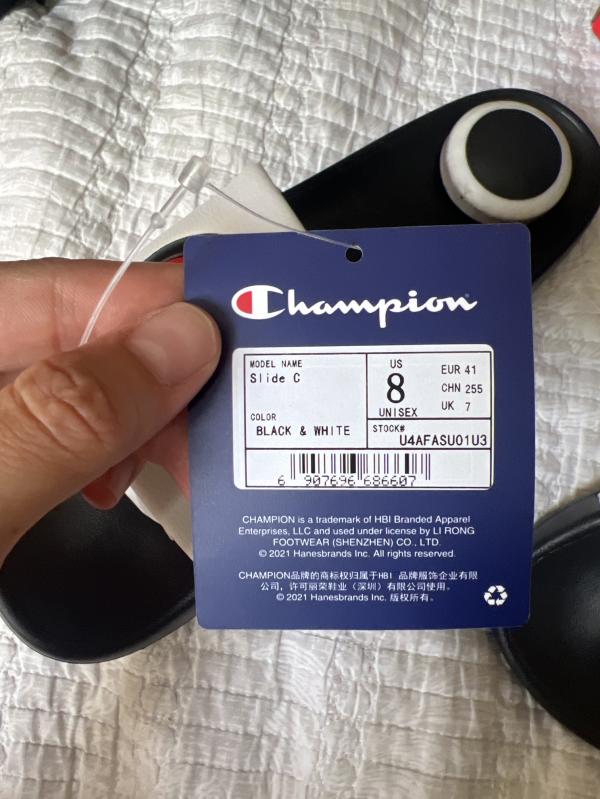 Champion
MODEL NAME
Slide C
COLOR
BLACK & WHITE
US
8
UNISEX
EUR 41
CHN 255
UK 7
STOCK#
U4AFASU01U3
6 907696 686607
CHAMPION is a trademark of HBI Branded Apparel
Enterprises, LLC and used under license by LI RONG
FOOTWEAR (SHENZHEN) CO., LTD.
© 2021 Hanesbrands Inc. All rights reserved.
CHAMPION品牌的商标权归属于HBI 品牌服饰企业有限
公司，许可丽荣鞋业（深圳）有限公司使用。
© 2021 Hanesbrands Inc. 版权所有。